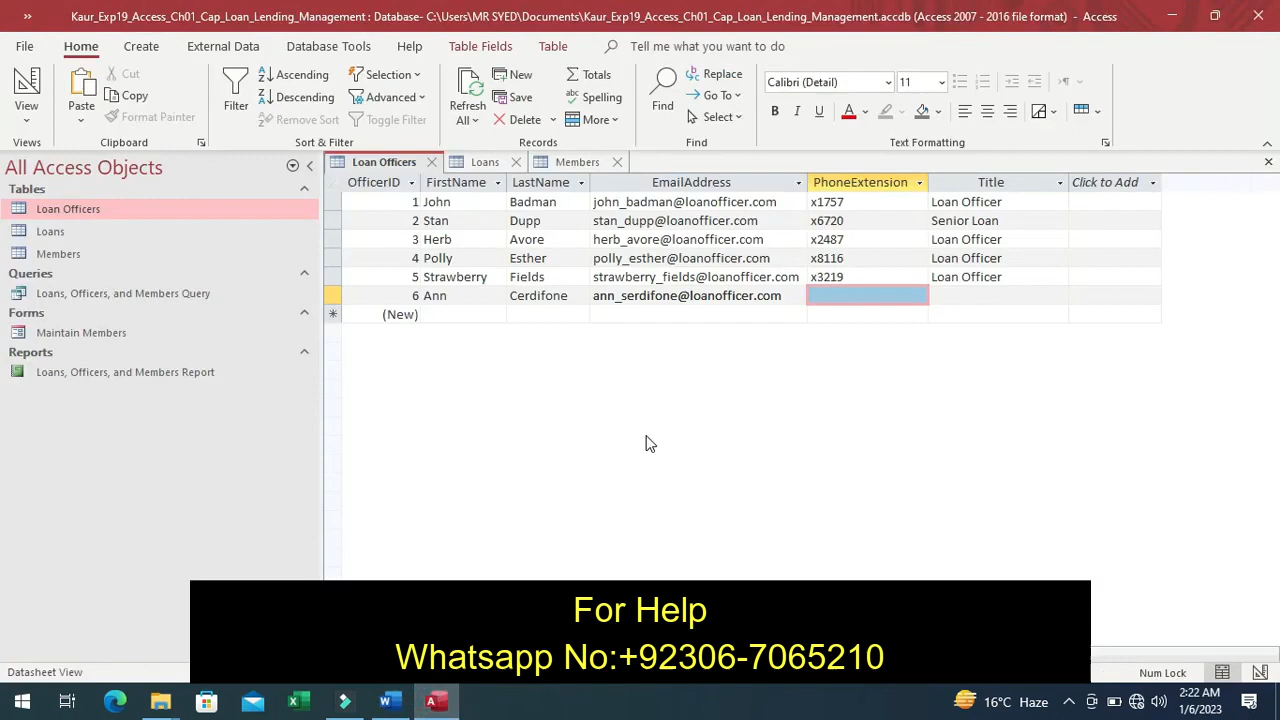 Kaur_Exp19_Access_Ch01_Cap_Loan_Lending_Management : Database- C:\Users\MR SYED\Documents\Kaur_Exp19_Access_Ch01_Cap_Loan_Lending_Management.accdb (Access 2007 - 2016 file format) - Access
File Home Create External Data Database Tools Help Table Fields Table Tell me what you want to do
View
Views
Paste
Cut
Copy
Format Painter
Clipboard
Filter
Ascending
Descending
Remove Sort
Selection
Advanced
Toggle Filter
Sort & Filter
Refresh All
New
Save
Delete
Totals
Spelling
More
Records
Find
Replace
Go To
Select
Find
Calibri (Detail) 11
B I U A
Text Formatting
All Access Objects
Tables
Loan Officers
Loans
Members
Queries
Loans, Officers, and Members Query
Forms
Maintain Members
Reports
Loans, Officers, and Members Report
Loan Officers Loans Members
OfficerID FirstName LastName EmailAddress PhoneExtension Title Click to Add
1 John Badman john_badman@loanofficer.com x1757 Loan Officer
2 Stan Dupp stan_dupp@loanofficer.com x6720 Senior Loan
3 Herb Avore herb_avore@loanofficer.com x2487 Loan Officer
4 Polly Esther polly_esther@loanofficer.com x8116 Loan Officer
5 Strawberry Fields strawberry_fields@loanofficer.com x3219 Loan Officer
6 Ann Cerdifone ann_serdifone@loanofficer.com
(New)
For Help
Whatsapp No:+92306-7065210
Datasheet View
Num Lock
16°C Haze
2:22 AM
1/6/2023